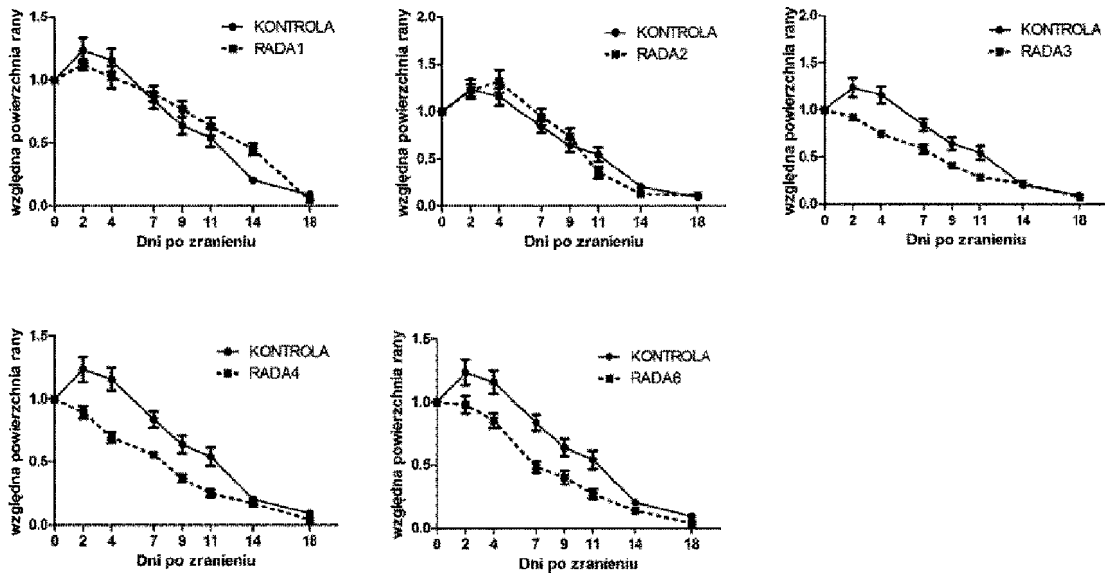 1.5
1.0
0.5
0.0
względna powierzchnia rany
KONTROLA
RADA1
0 2 4 7 9 11 14 18
Dni po zranieniu
2.0
1.5
1.0
0.5
0.0
względna powierzchnia rany
KONTROLA
RADA2
0 2 4 7 9 11 14 18
Dni po zranieniu
2.0
1.5
1.0
0.5
0.0
względna powierzchnia rany
KONTROLA
RADA3
0 2 4 7 9 11 14 18
Dni po zranieniu
1.5
1.0
0.5
0.0
względna powierzchnia rany
KONTROLA
RADA4
0 2 4 7 9 11 14 18
Dni po zranieniu
1.5
1.0
0.5
0.0
względna powierzchnia rany
KONTROLA
RADA6
0 2 4 7 9 11 14 18
Dni po zranieniu